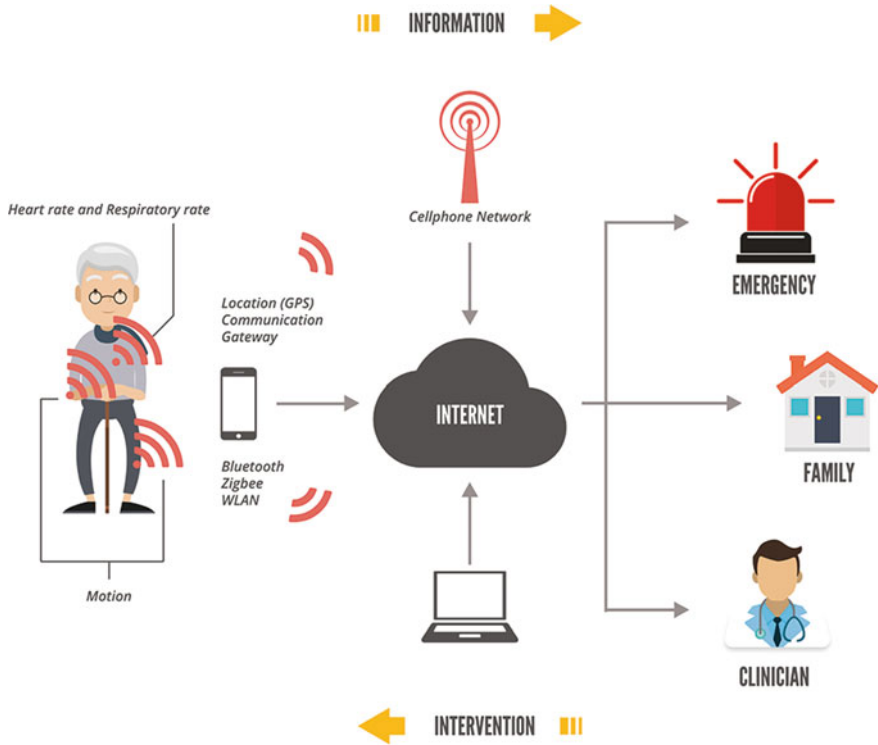 INFORMATION
Cellphone Network
Heart rate and Respiratory rate
Location (GPS)
Communication
Gateway
Bluetooth
Zigbee
WLAN
Motion
INTERNET
EMERGENCY
FAMILY
CLINICIAN
INTERVENTION